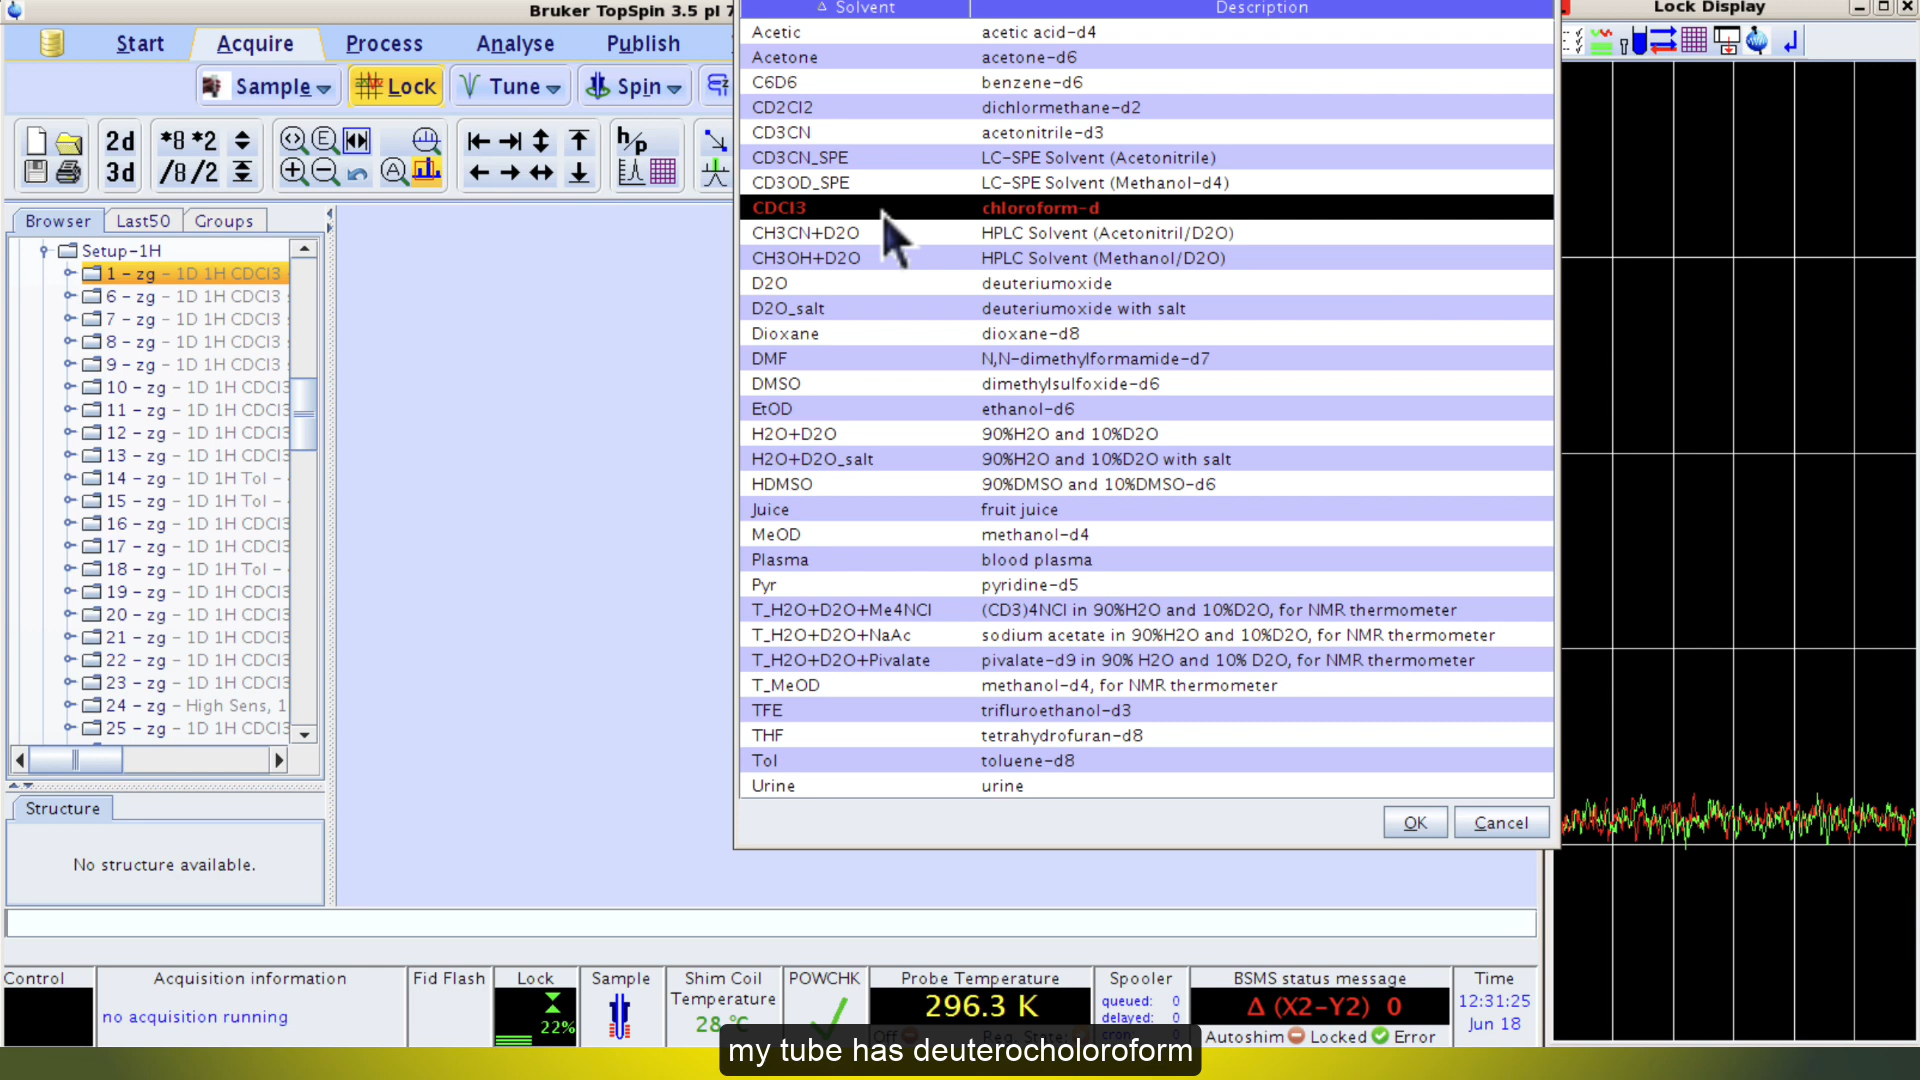 Bruker TopSpin 3.5 pl 7
Start
Acquire
Process
Analyse
Publish
Sample
Lock
Tune
Spin
2d
*8 *2
3d
/8 /2
h/p
Browser
Last50
Groups
Setup-1H
1 - zg - 1D 1H CDCl3
6 - zg - 1D 1H CDCl3
7 - zg - 1D 1H CDCl3
8 - zg - 1D 1H CDCl3
9 - zg - 1D 1H CDCl3
10 - zg - 1D 1H CDCl3
11 - zg - 1D 1H CDCl3
12 - zg - 1D 1H CDCl3
13 - zg - 1D 1H CDCl3
14 - zg - 1D 1H Tol -
15 - zg - 1D 1H Tol -
16 - zg - 1D 1H CDCl3
17 - zg - 1D 1H CDCl3
18 - zg - 1D 1H Tol -
19 - zg - 1D 1H CDCl3
20 - zg - 1D 1H CDCl3
21 - zg - 1D 1H CDCl3
22 - zg - 1D 1H CDCl3
23 - zg - 1D 1H CDCl3
24 - zg - High Sens, 1
25 - zg - 1D 1H CDCl3
Structure
No structure available.
Solvent Description
Acetic acetic acid-d4
Acetone acetone-d6
C6D6 benzene-d6
CD2Cl2 dichlormethane-d2
CD3CN acetonitrile-d3
CD3CN_SPE LC-SPE Solvent (Acetonitrile)
CD3OD_SPE LC-SPE Solvent (Methanol-d4)
CDCl3 chloroform-d
CH3CN+D2O HPLC Solvent (Acetonitril/D2O)
CH3OH+D2O HPLC Solvent (Methanol/D2O)
D2O deuteriumoxide
D2O_salt deuteriumoxide with salt
Dioxane dioxane-d8
DMF N,N-dimethylformamide-d7
DMSO dimethylsulfoxide-d6
EtOD ethanol-d6
H2O+D2O 90%H2O and 10%D2O
H2O+D2O_salt 90%H2O and 10%D2O with salt
HDMSO 90%DMSO and 10%DMSO-d6
Juice fruit juice
MeOD methanol-d4
Plasma blood plasma
Pyr pyridine-d5
T_H2O+D2O+Me4NCl (CD3)4NCl in 90%H2O and 10%D2O, for NMR thermometer
T_H2O+D2O+NaAc sodium acetate in 90%H2O and 10%D2O, for NMR thermometer
T_H2O+D2O+Pivalate pivalate-d9 in 90% H2O and 10% D2O, for NMR thermometer
T_MeOD methanol-d4, for NMR thermometer
TFE trifluroethanol-d3
THF tetrahydrofuran-d8
Tol toluene-d8
Urine urine
OK Cancel
Lock Display
Control
Acquisition information
no acquisition running
Fid Flash
Lock
22%
Sample
Shim Coil
Temperature
28 °C
POWCHK
Probe Temperature
296.3 K
Off
Reg. State:
Spooler
queued: 0
delayed: 0
cron: 0
BSMS status message
Δ (X2-Y2) 0
Autoshim Locked Error
Time
12:31:25
Jun 18
my tube has deuterocholoroform